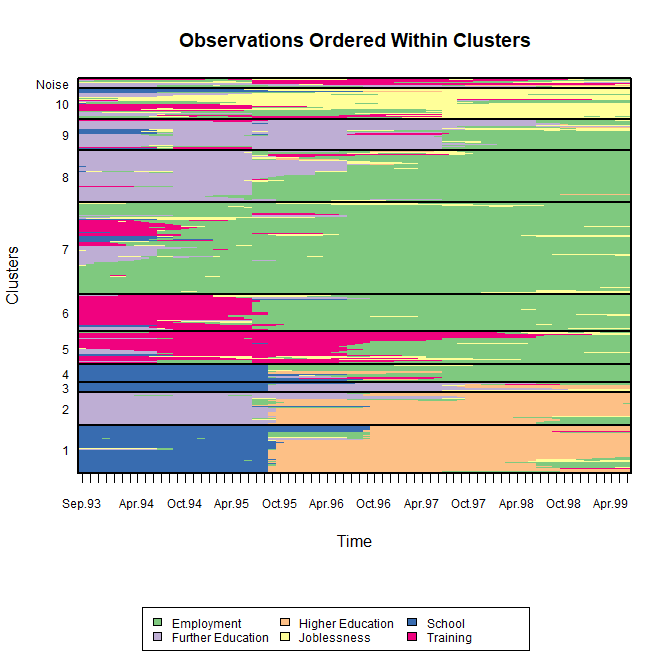 Observations Ordered Within Clusters
Clusters
Noise
10
9
8
7
6
5
4
3
2
1
Sep.93 Apr.94 Oct.94 Apr.95 Oct.95 Apr.96 Oct.96 Apr.97 Oct.97 Apr.98 Oct.98 Apr.99
Time
Employment Higher Education School
Further Education Joblessness Training